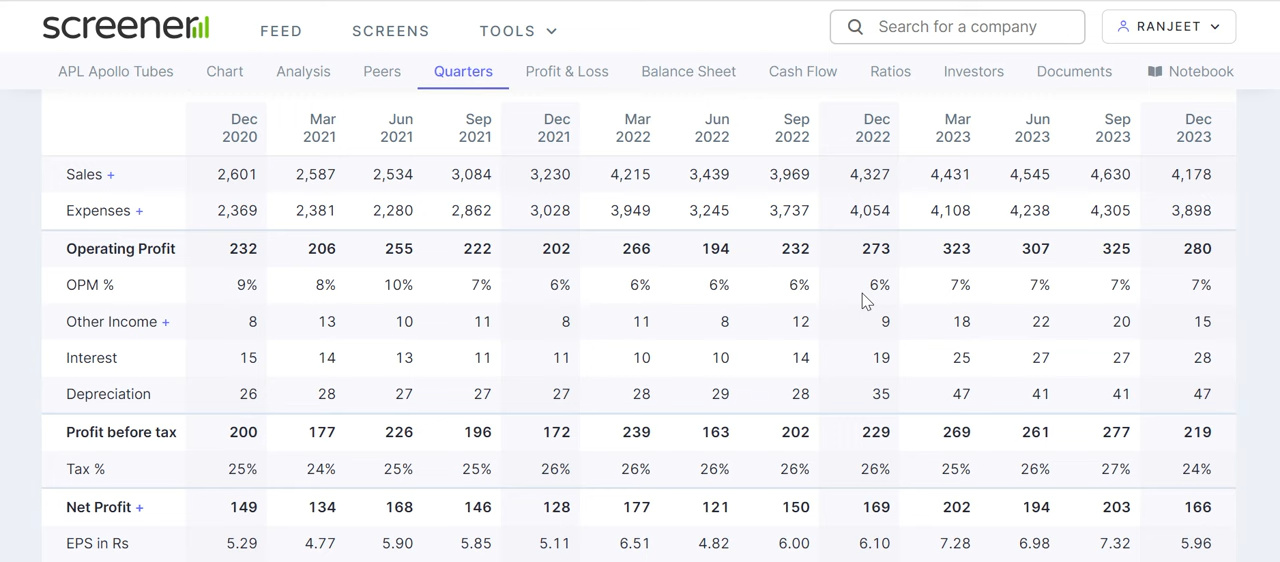 screener FEED SCREENS TOOLS Search for a company RANJEET
APL Apollo Tubes Chart Analysis Peers Quarters Profit & Loss Balance Sheet Cash Flow Ratios Investors Documents Notebook
Dec Mar Jun Sep Dec Mar Jun Sep Dec Mar Jun Sep Dec
2020 2021 2021 2021 2021 2022 2022 2022 2022 2023 2023 2023 2023
Sales + 2,601 2,587 2,534 3,084 3,230 4,215 3,439 3,969 4,327 4,431 4,545 4,630 4,178
Expenses + 2,369 2,381 2,280 2,862 3,028 3,949 3,245 3,737 4,054 4,108 4,238 4,305 3,898
Operating Profit 232 206 255 222 202 266 194 232 273 323 307 325 280
OPM % 9% 8% 10% 7% 6% 6% 6% 6% 6% 7% 7% 7% 7%
Other Income + 8 13 10 11 8 11 8 12 9 18 22 20 15
Interest 15 14 13 11 11 10 10 14 19 25 27 27 28
Depreciation 26 28 27 27 27 28 29 28 35 47 41 41 47
Profit before tax 200 177 226 196 172 239 163 202 229 269 261 277 219
Tax % 25% 24% 25% 25% 26% 26% 26% 26% 26% 25% 26% 27% 24%
Net Profit + 149 134 168 146 128 177 121 150 169 202 194 203 166
EPS in Rs 5.29 4.77 5.90 5.85 5.11 6.51 4.82 6.00 6.10 7.28 6.98 7.32 5.96